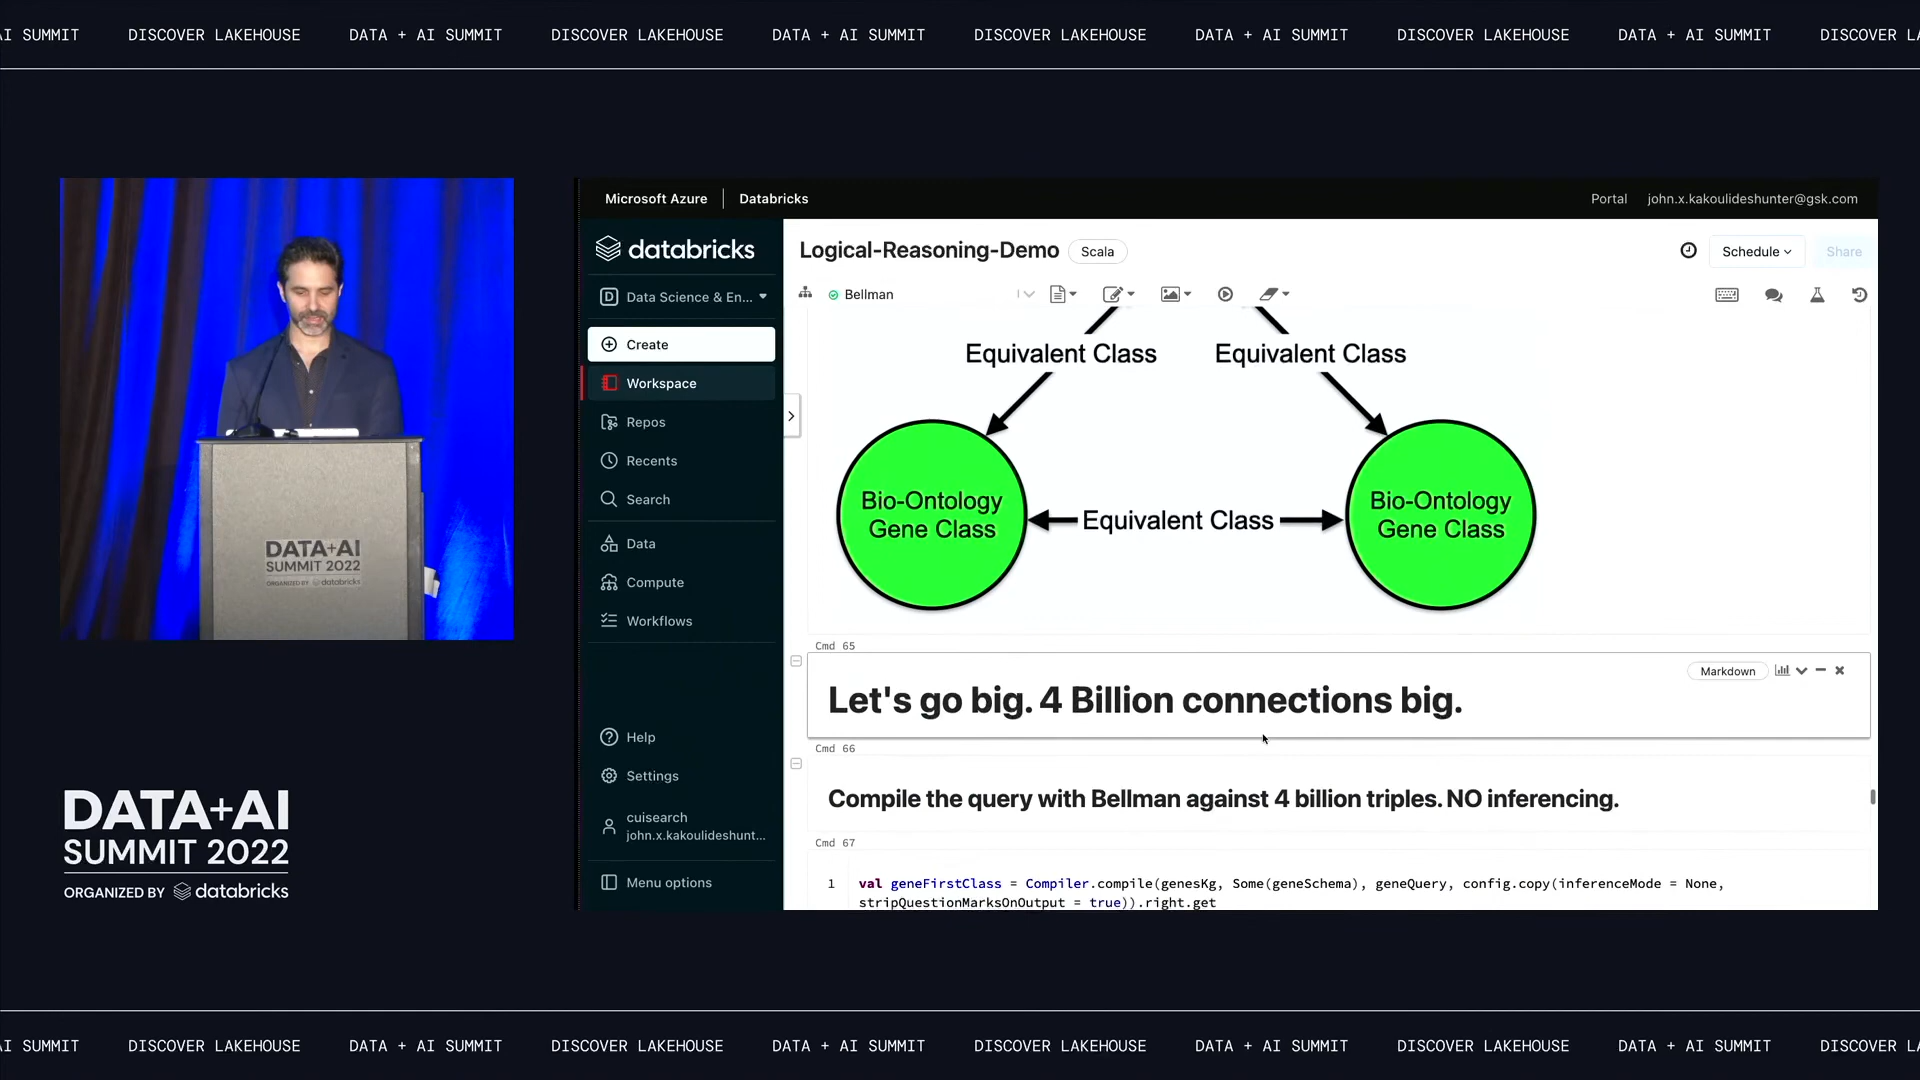 AI SUMMIT DISCOVER LAKEHOUSE DATA + AI SUMMIT DISCOVER LAKEHOUSE DATA + AI SUMMIT DISCOVER LAKEHOUSE DATA + AI SUMMIT DISCOVER LAKEHOUSE DATA + AI SUMMIT DISCOVER LA
DATA+AI
SUMMIT 2022
ORGANIZED BY databricks
DATA+AI
SUMMIT 2022
ORGANIZED BY databricks
Microsoft Azure Databricks
Portal john.x.kakoulideshunter@gsk.com
databricks
Data Science & En...
Create
Workspace
Repos
Recents
Search
Data
Compute
Workflows
Help
Settings
cuisearch
john.x.kakoulideshunt...
Menu options
Logical-Reasoning-Demo Scala
Schedule Share
Bellman
Equivalent Class Equivalent Class
Bio-Ontology
Gene Class
Equivalent Class
Bio-Ontology
Gene Class
Cmd 65
Markdown
Let's go big. 4 Billion connections big.
Cmd 66
Compile the query with Bellman against 4 billion triples. NO inferencing.
Cmd 67
1 val geneFirstClass = Compiler.compile(genesKg, Some(geneSchema), geneQuery, config.copy(inferenceMode = None,
stripQuestionMarksOnOutput = true)).right.get
AI SUMMIT DISCOVER LAKEHOUSE DATA + AI SUMMIT DISCOVER LAKEHOUSE DATA + AI SUMMIT DISCOVER LAKEHOUSE DATA + AI SUMMIT DISCOVER LAKEHOUSE DATA + AI SUMMIT DISCOVER LA